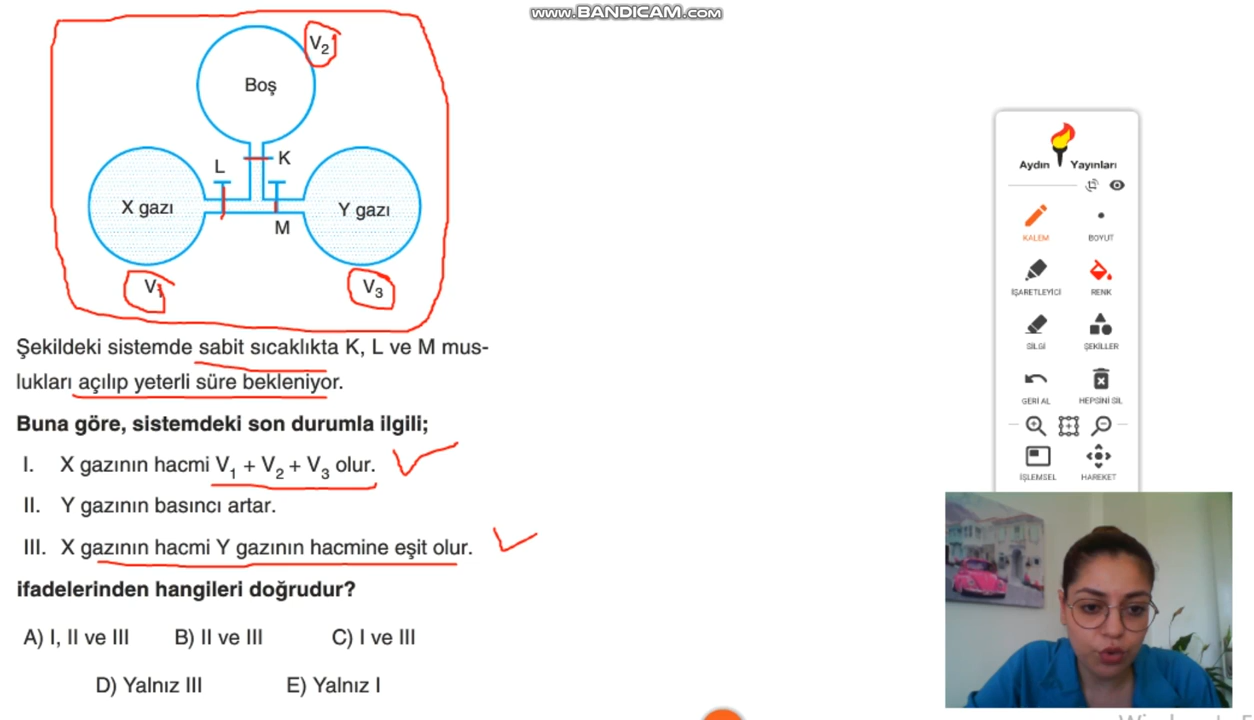 www.BANDICAM.com
V2
Boş
L
K
X gazı
Y gazı
M
V1
V3
Şekildeki sistemde sabit sıcaklıkta K, L ve M mus-
lukları açılıp yeterli süre bekleniyor.
Buna göre, sistemdeki son durumla ilgili;
I. X gazının hacmi V1 + V2 + V3 olur.
II. Y gazının basıncı artar.
III. X gazının hacmi Y gazının hacmine eşit olur.
ifadelerinden hangileri doğrudur?
A) I, II ve III B) II ve III C) I ve III
D) Yalnız III E) Yalnız I
Aydın Yayınları
KALEM BOYUT
İŞARETLEYİCİ RENK
SİLGİ ŞEKİLLER
GERİ AL HEPSİNİ SİL
İŞLEMSEL HAREKET